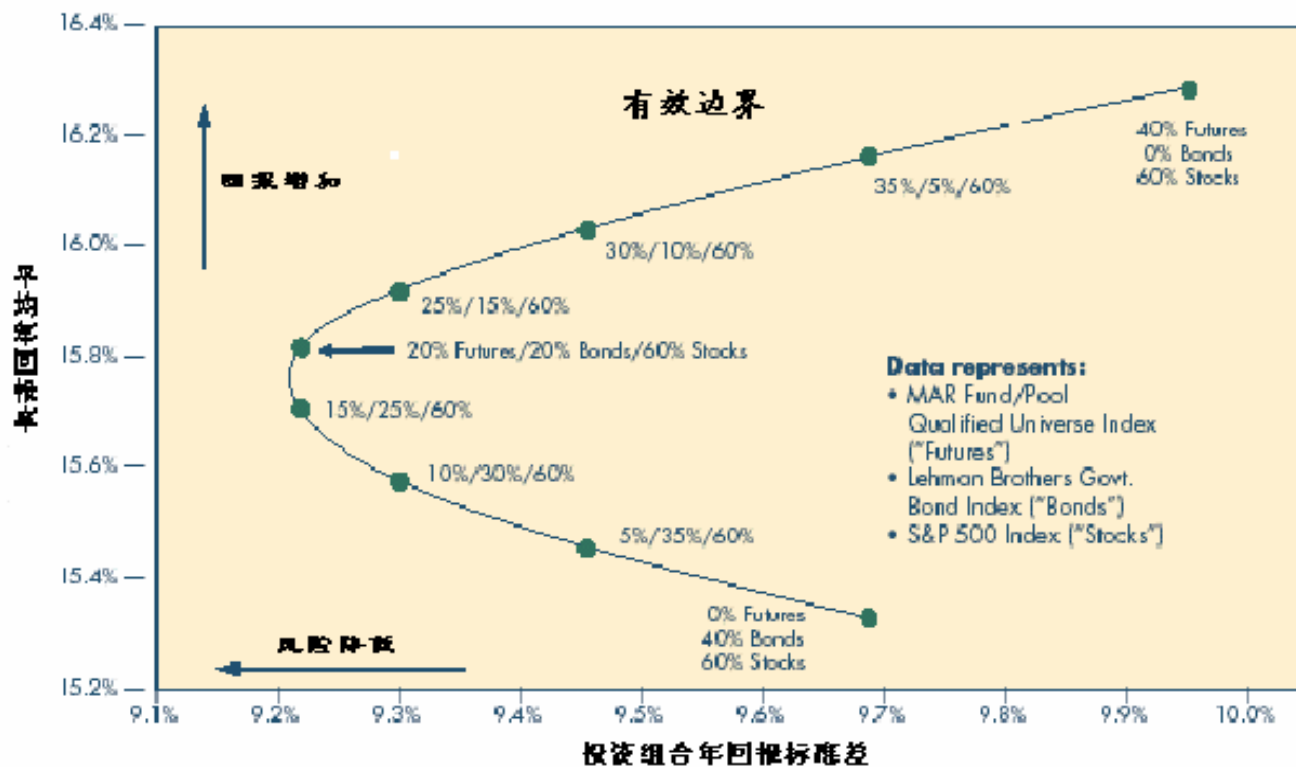 16.4%
有效边界
16.2%
40% Futures
0% Bonds
60% Stocks
回报增加
35%/5%/60%
16.0%
30%/10%/60%
25%/15%/60%
15.8%
20% Futures/20% Bonds/60% Stocks
Data represents:
• MAR Fund/Pool
Qualified Universe Index
("Futures")
• Lehman Brothers Govt.
Bond Index ("Bonds")
• S&P 500 Index ("Stocks")
15%/25%/60%
15.6%
10%/30%/60%
5%/35%/60%
15.4%
0% Futures
40% Bonds
60% Stocks
风险降低
15.2%
9.1%
9.2%
9.3%
9.4%
9.5%
9.6%
9.7%
9.8%
9.9%
10.0%
投资组合年回报标准差